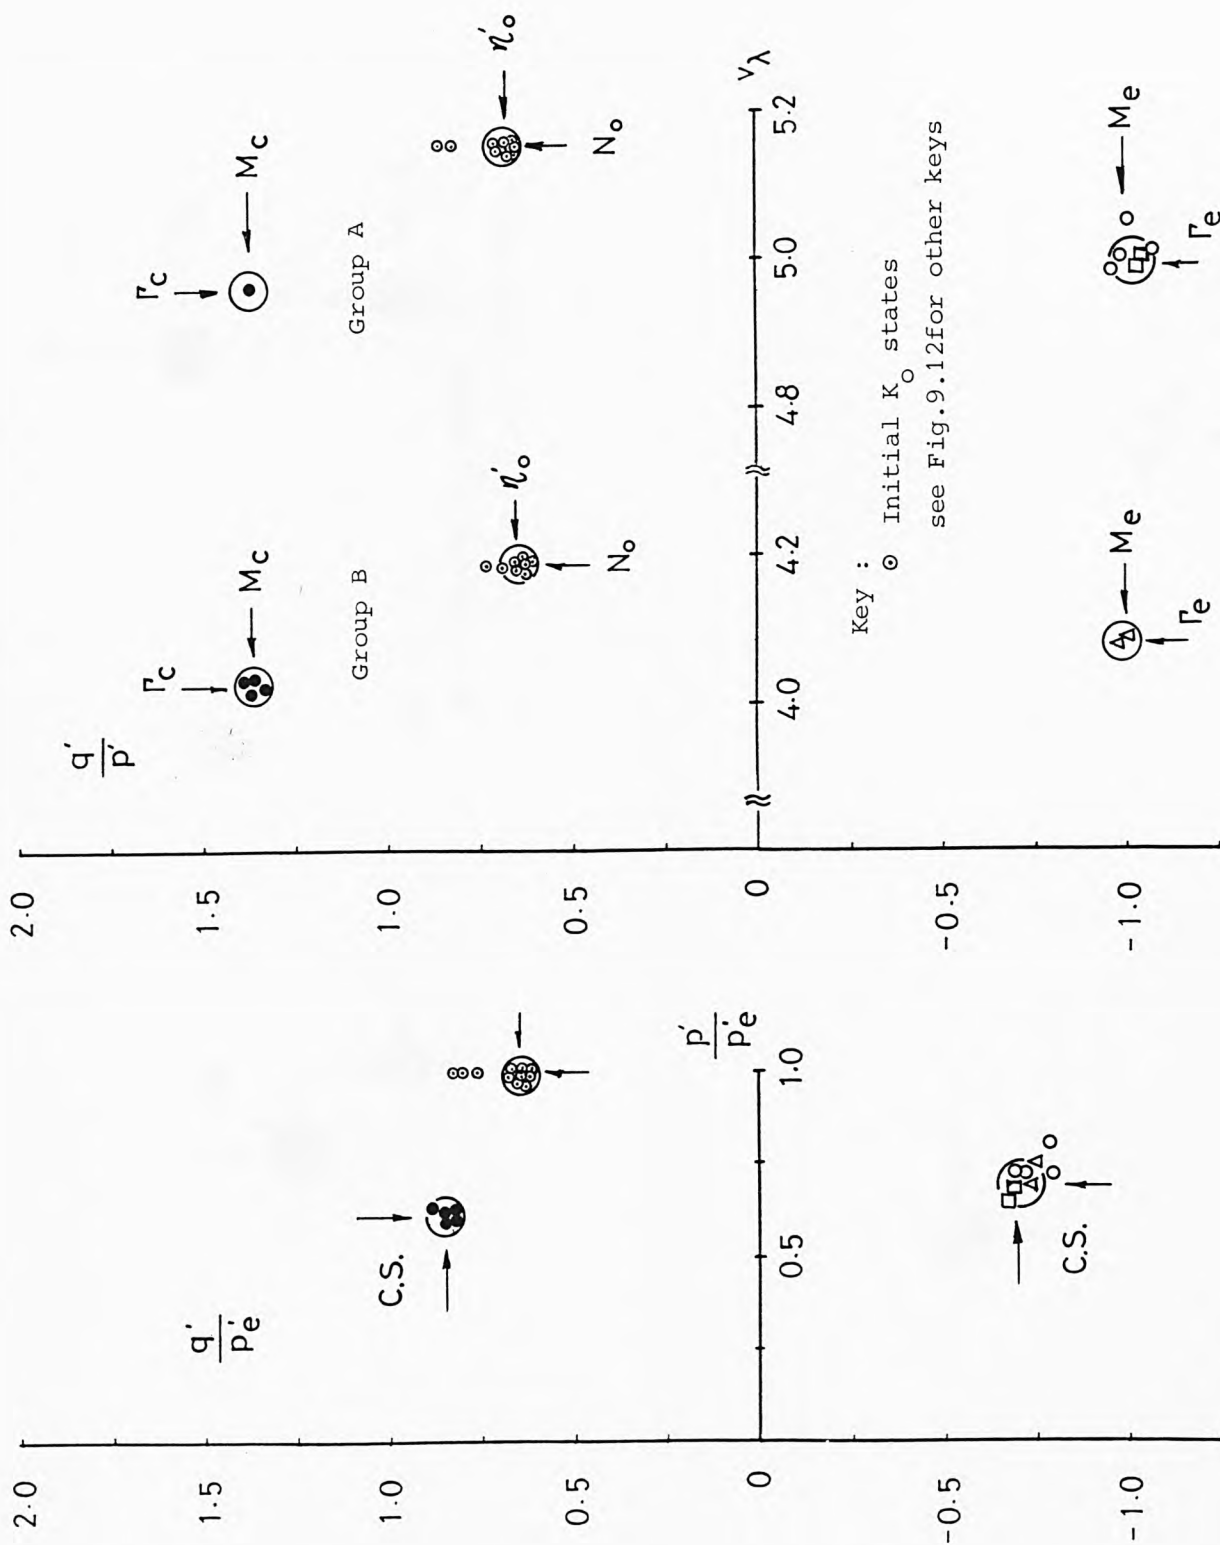 q'
p'e
2·0
1·5
1·0
0·5
0
-0·5
-1·0
C.S.
C.S.
0·5
1·0
p'
p'e
q'
p'
2·0
1·5
1·0
0·5
0
-0·5
-1·0
Γc
Mc
Group B
η'o
No
Γc
Mc
Group A
η'o
No
4·0
4·2
4·8
5·0
5·2
vλ
Key :
⊙ Initial Ko states
see Fig.9.12for other keys
Me
Γe
Me
Γe